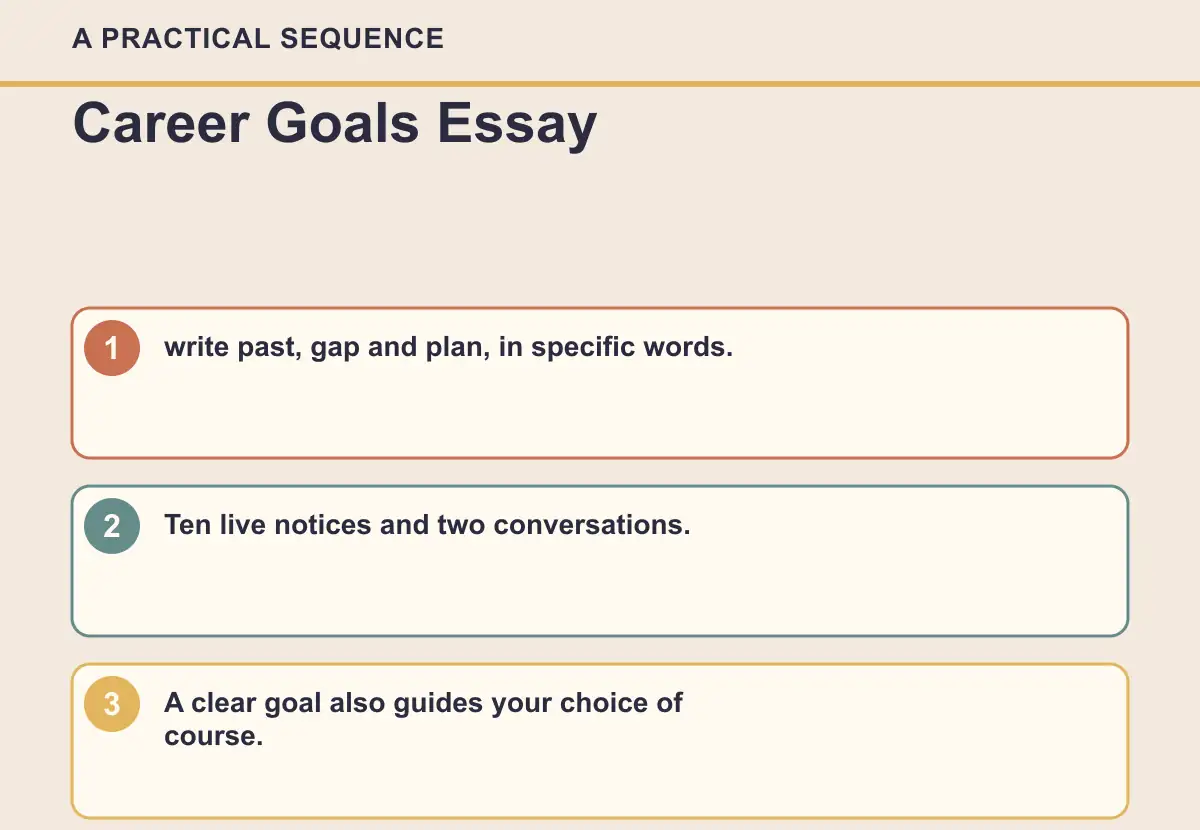 A PRACTICAL SEQUENCE
Career Goals Essay
1
write past, gap and plan, in specific words.
2
Ten live notices and two conversations.
3
A clear goal also guides your choice of
course.